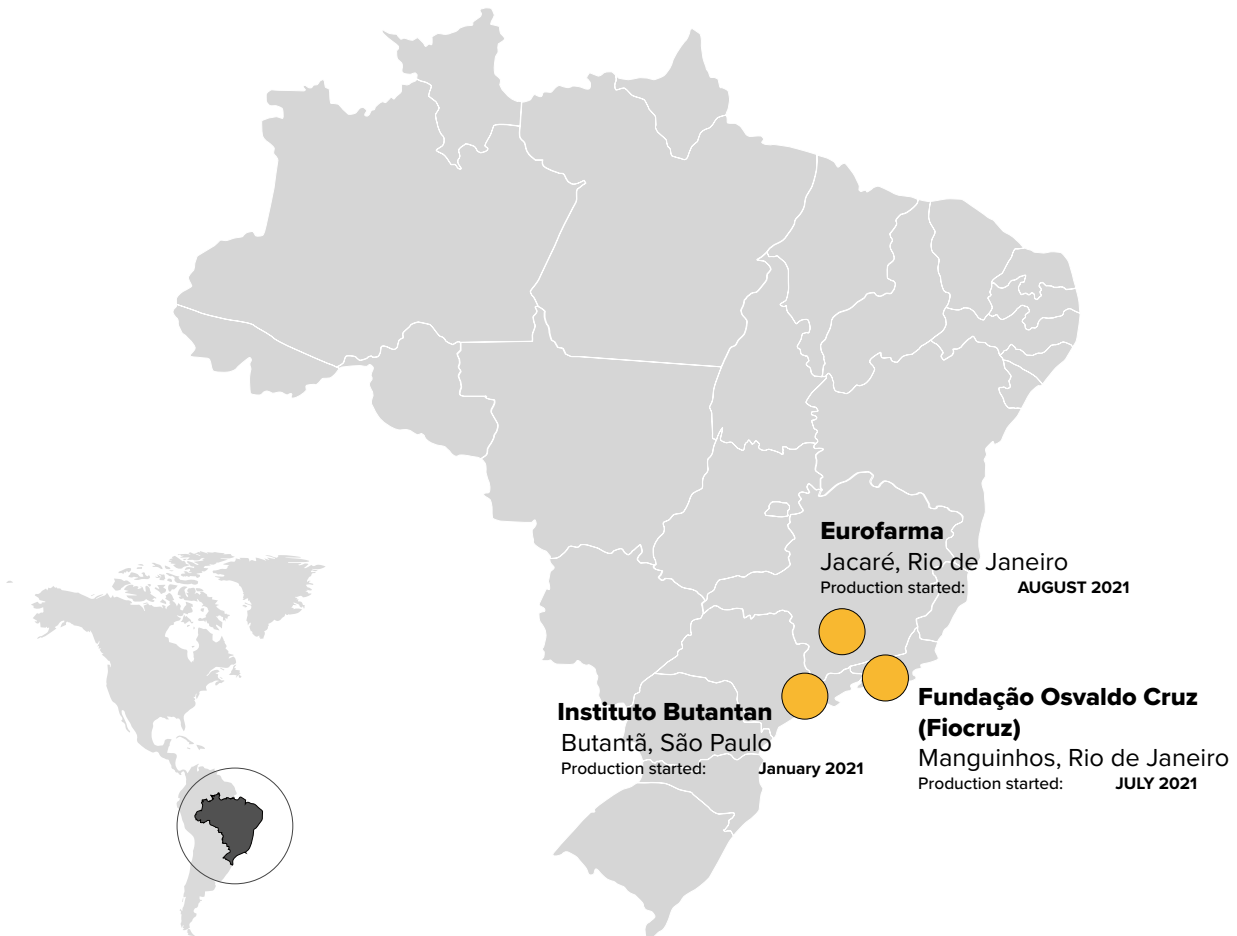 Eurofarma
Jacaré, Rio de Janeiro
Production started: AUGUST 2021
Instituto Butantan
Butantã, São Paulo
Production started: January 2021
Fundação Osvaldo Cruz
(Fiocruz)
Manguinhos, Rio de Janeiro
Production started: JULY 2021